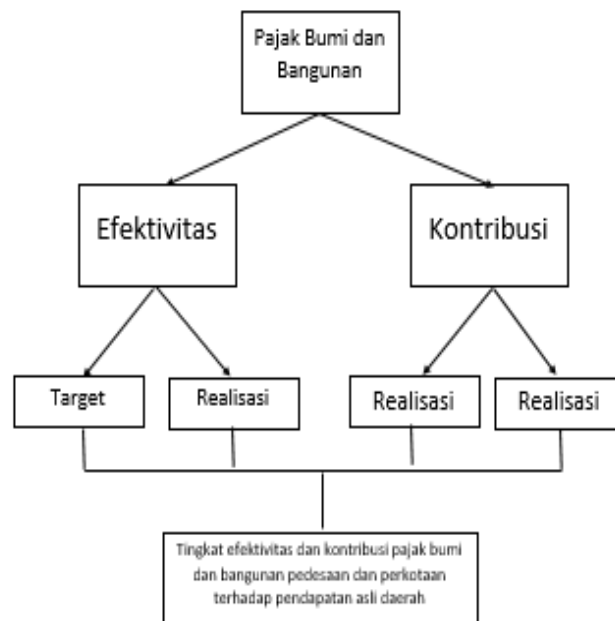 Pajak Bumi dan
Bangunan
Efektivitas
Kontribusi
Target
Realisasi
Realisasi
Realisasi
Tingkat efektivitas dan kontribusi pajak bumi
dan bangunan pedesaan dan perkotaan
terhadap pendapatan asli daerah